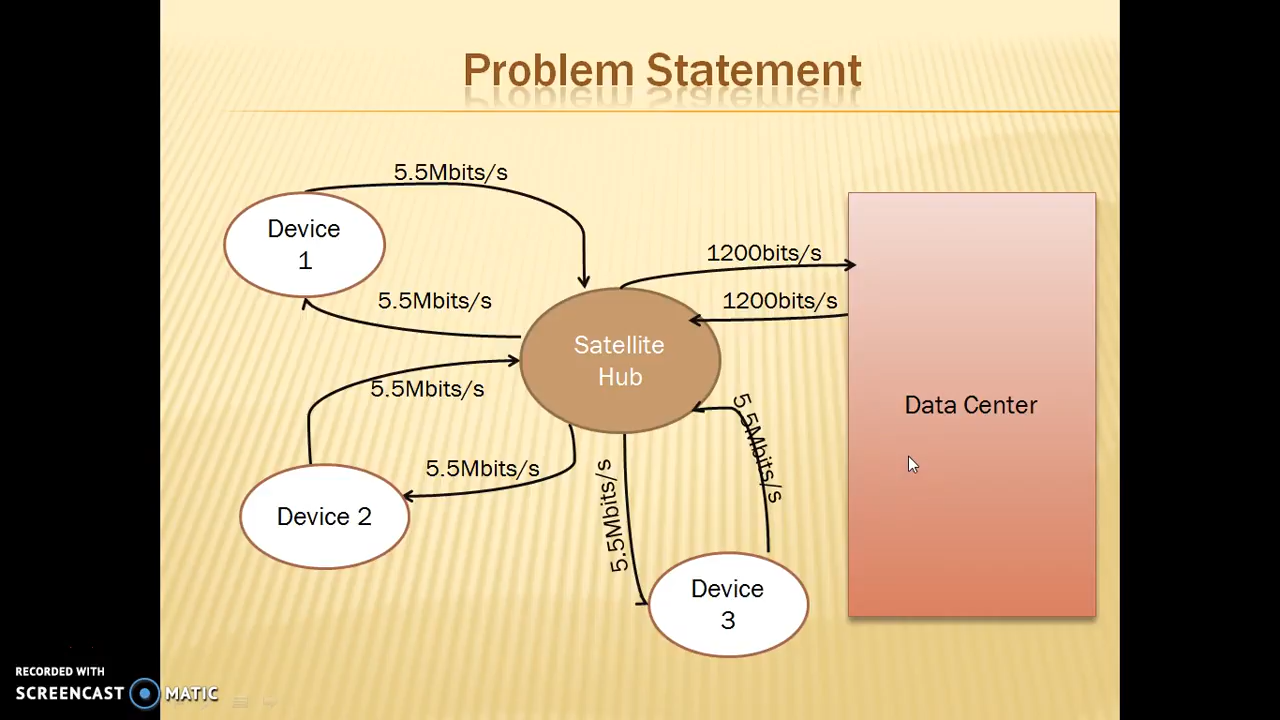 Problem Statement
5.5Mbits/s
Device
1
1200bits/s
5.5Mbits/s
1200bits/s
Satellite
Hub
5.5Mbits/s
5.5Mbits/s
Data Center
5.5Mbits/s
5.5Mbits/s
Device 2
Device
3
RECORDED WITH
SCREENCAST MATIC